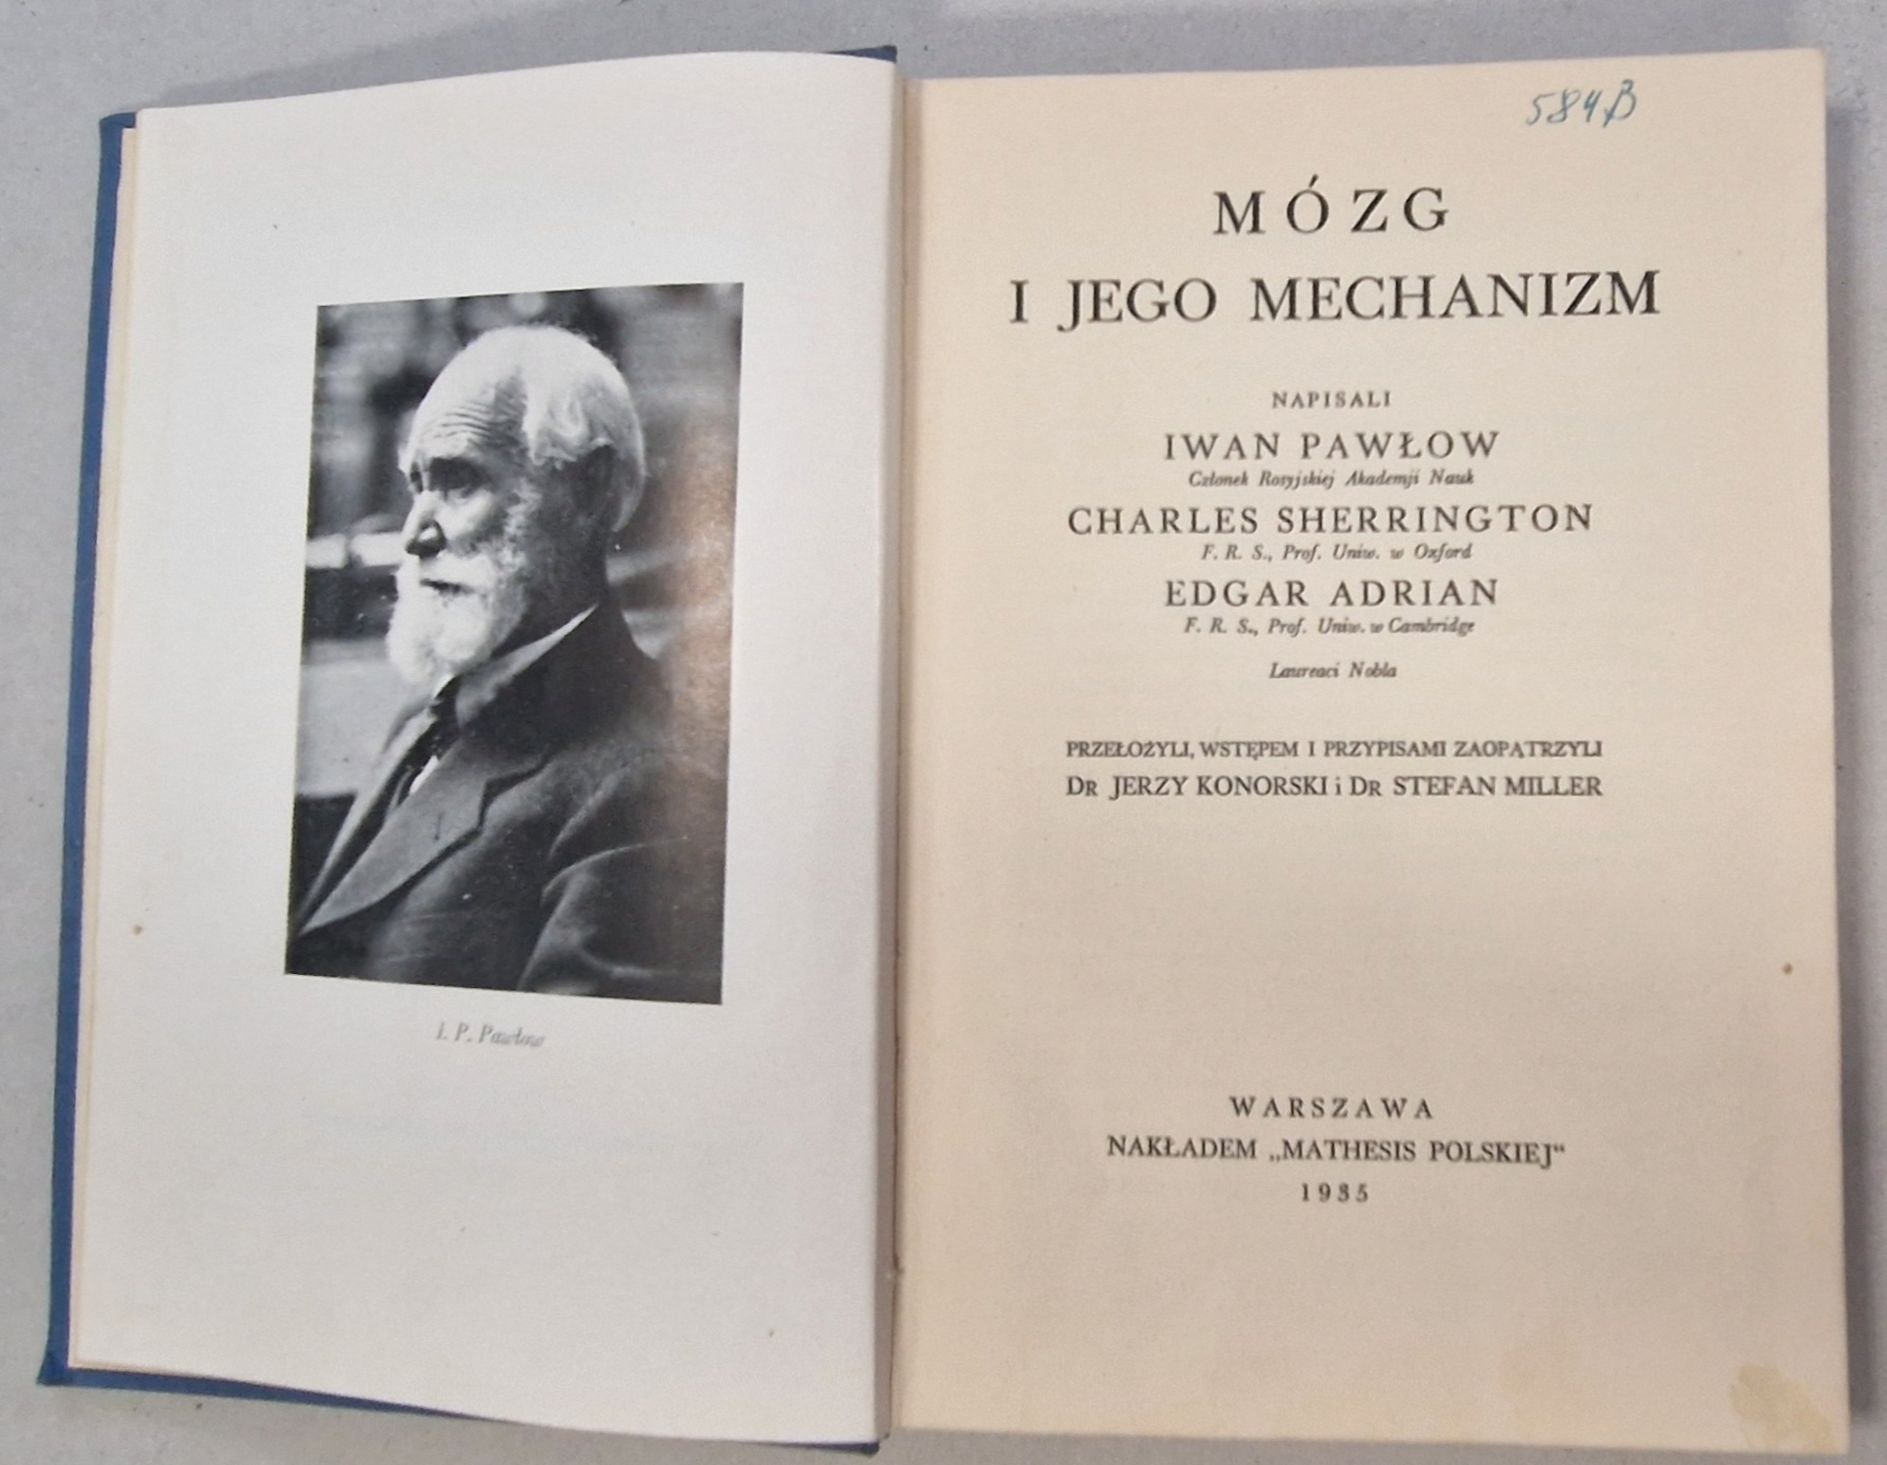 I. P. Pawłow
584 B
MÓZG
I JEGO MECHANIZM
NAPISALI
IWAN PAWŁOW
Członek Rosyjskiej Akademji Nauk
CHARLES SHERRINGTON
F. R. S., Prof. Uniw. w Oxford
EDGAR ADRIAN
F. R. S., Prof. Uniw. w Cambridge
Laureaci Nobla
PRZEŁOŻYLI, WSTĘPEM I PRZYPISAMI ZAOPATRZYLI
DR JERZY KONORSKI i DR STEFAN MILLER
WARSZAWA
NAKŁADEM „MATHESIS POLSKIEJ“
1935